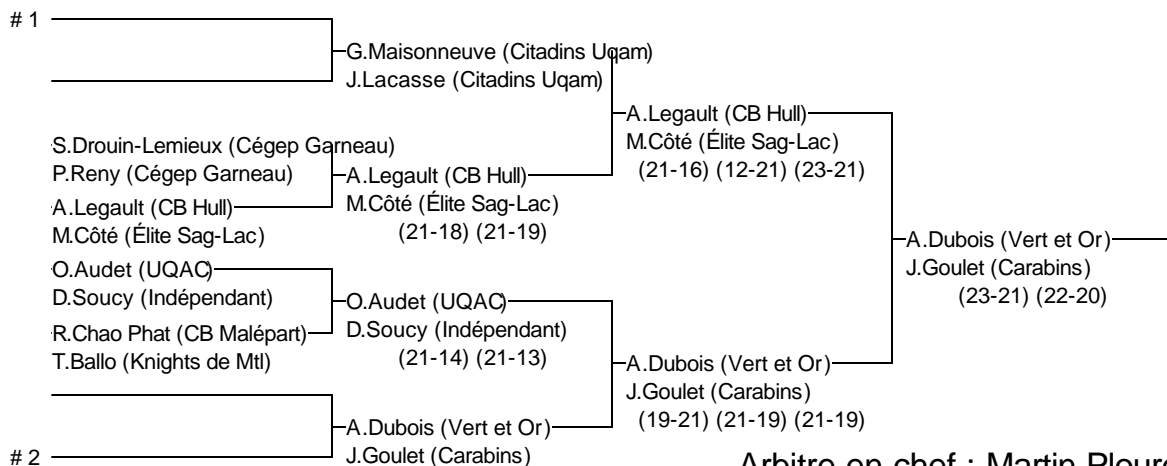 # 1
G.Maisonneuve (Citadins Uqam)
J.Lacasse (Citadins Uqam)
A.Legault (CB Hull)
M.Côté (Élite Sag-Lac)
(21-16) (12-21) (23-21)
S.Drouin-Lemieux (Cégep Garneau)
P.Reny (Cégep Garneau)
A.Legault (CB Hull)
M.Côté (Élite Sag-Lac)
(21-18) (21-19)
A.Legault (CB Hull)
M.Côté (Élite Sag-Lac)
A.Dubois (Vert et Or)
J.Goulet (Carabins)
(23-21) (22-20)
O.Audet (UQAC)
D.Soucy (Indépendant)
O.Audet (UQAC)
D.Soucy (Indépendant)
(21-14) (21-13)
R.Chao Phat (CB Malépart)
T.Ballo (Knights de Mtl)
A.Dubois (Vert et Or)
J.Goulet (Carabins)
(19-21) (21-19) (21-19)
A.Dubois (Vert et Or)
J.Goulet (Carabins)
# 2
Arbitre en chef : Martin